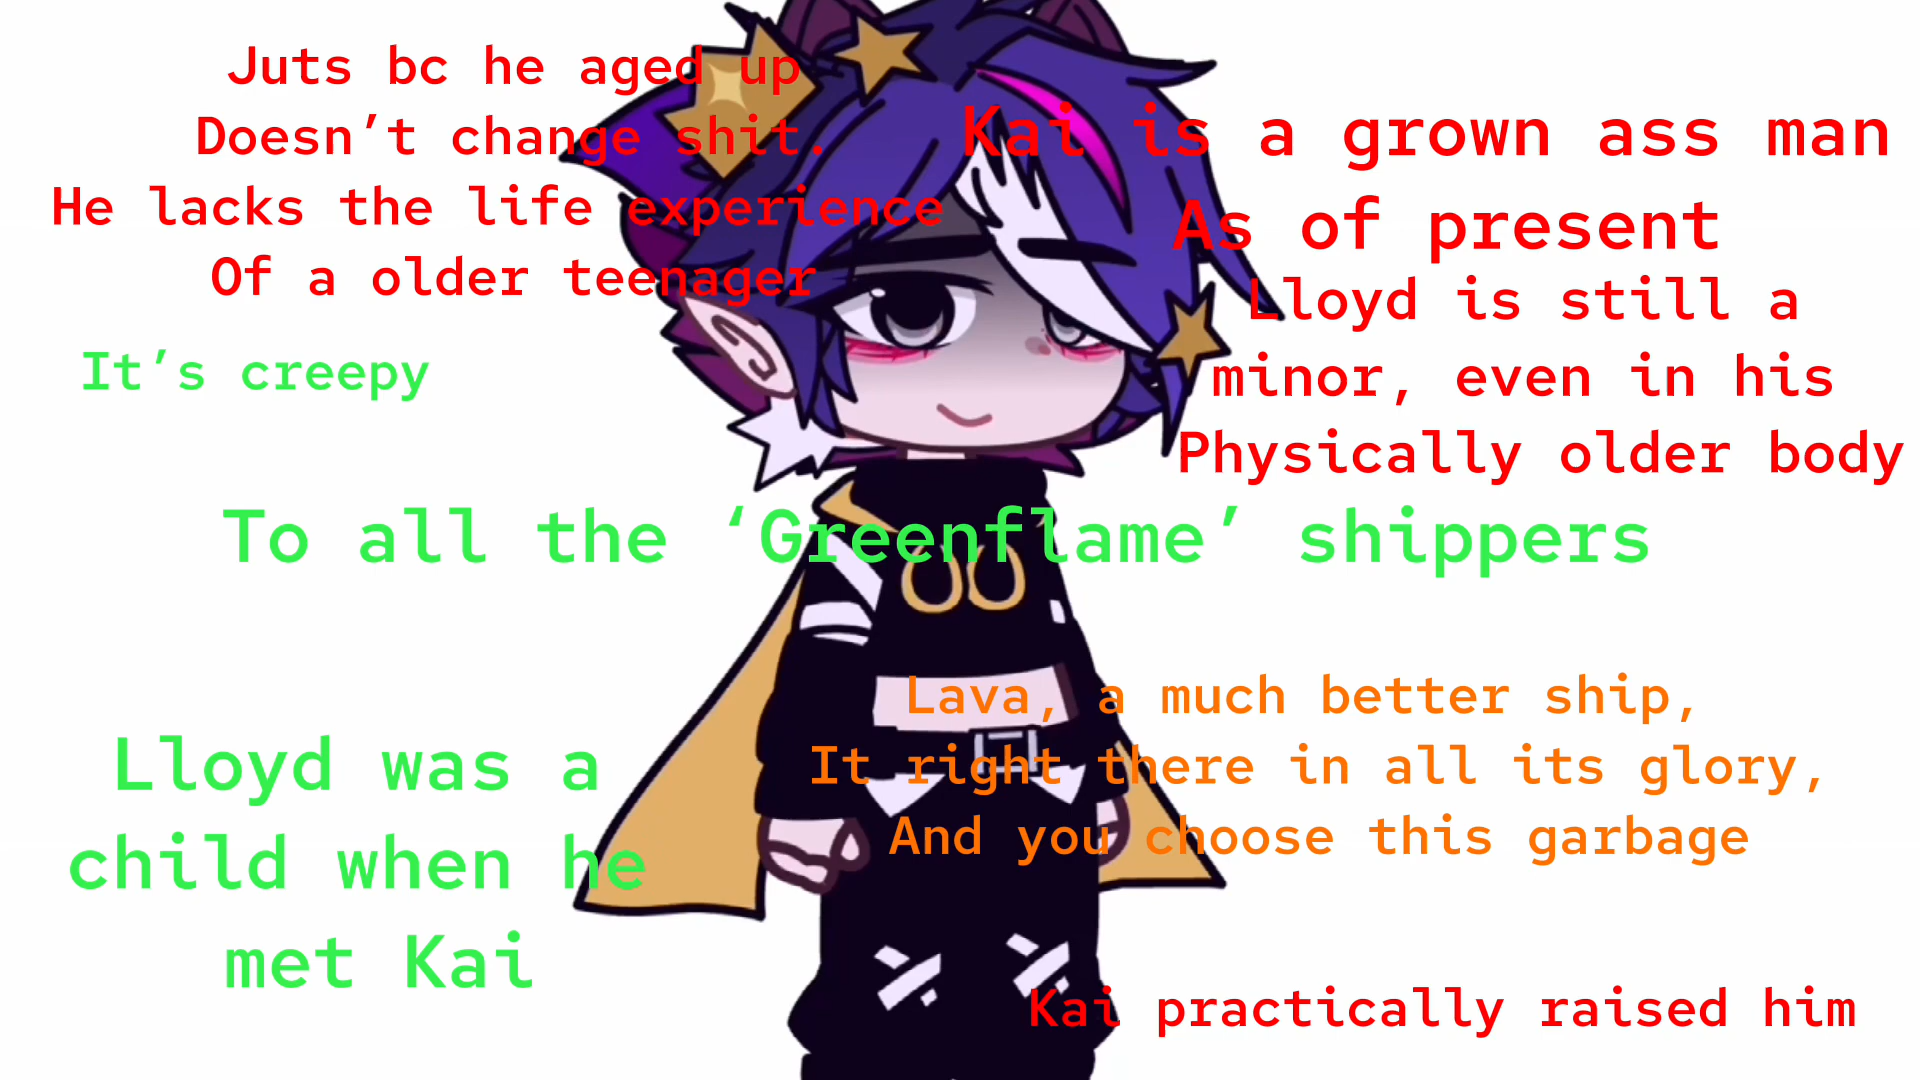 Juts bc he aged up
Doesn’t change shit.
He lacks the life experience
Of a older teenager
It’s creepy
Kai is a grown ass man
As of present
Lloyd is still a
minor, even in his
Physically older body
To all the ‘Greenflame’ shippers
Lloyd was a
child when he
met Kai
Lava, a much better ship,
It right there in all its glory,
And you choose this garbage
Kai practically raised him